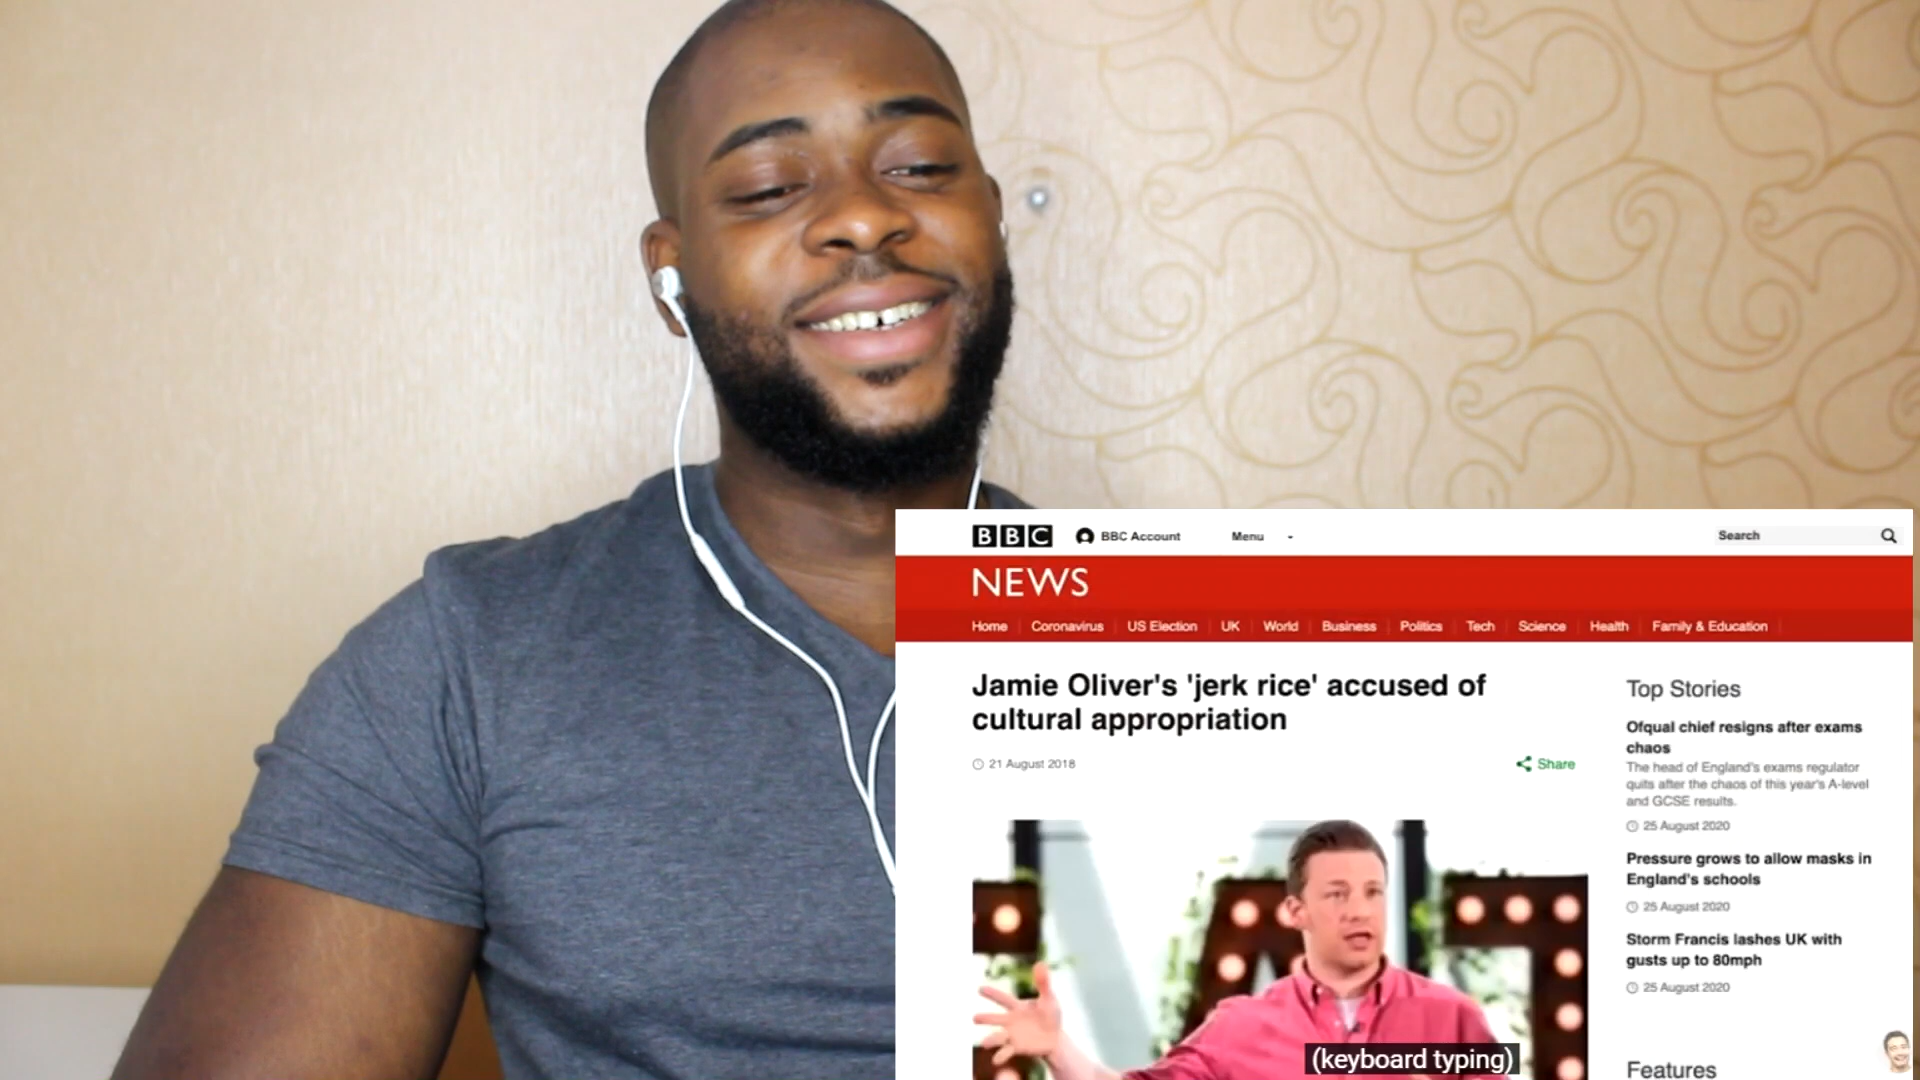 BBC
BBC Account
Menu
Search
NEWS
Home
Coronavirus
US Election
UK
World
Business
Politics
Tech
Science
Health
Family & Education
Jamie Oliver's 'jerk rice' accused of
cultural appropriation
21 August 2018
Share
Top Stories
Ofqual chief resigns after exams
chaos
The head of England's exams regulator
quits after the chaos of this year's A-level
and GCSE results.
25 August 2020
Pressure grows to allow masks in
England's schools
25 August 2020
Storm Francis lashes UK with
gusts up to 80mph
25 August 2020
Features
(keyboard typing)